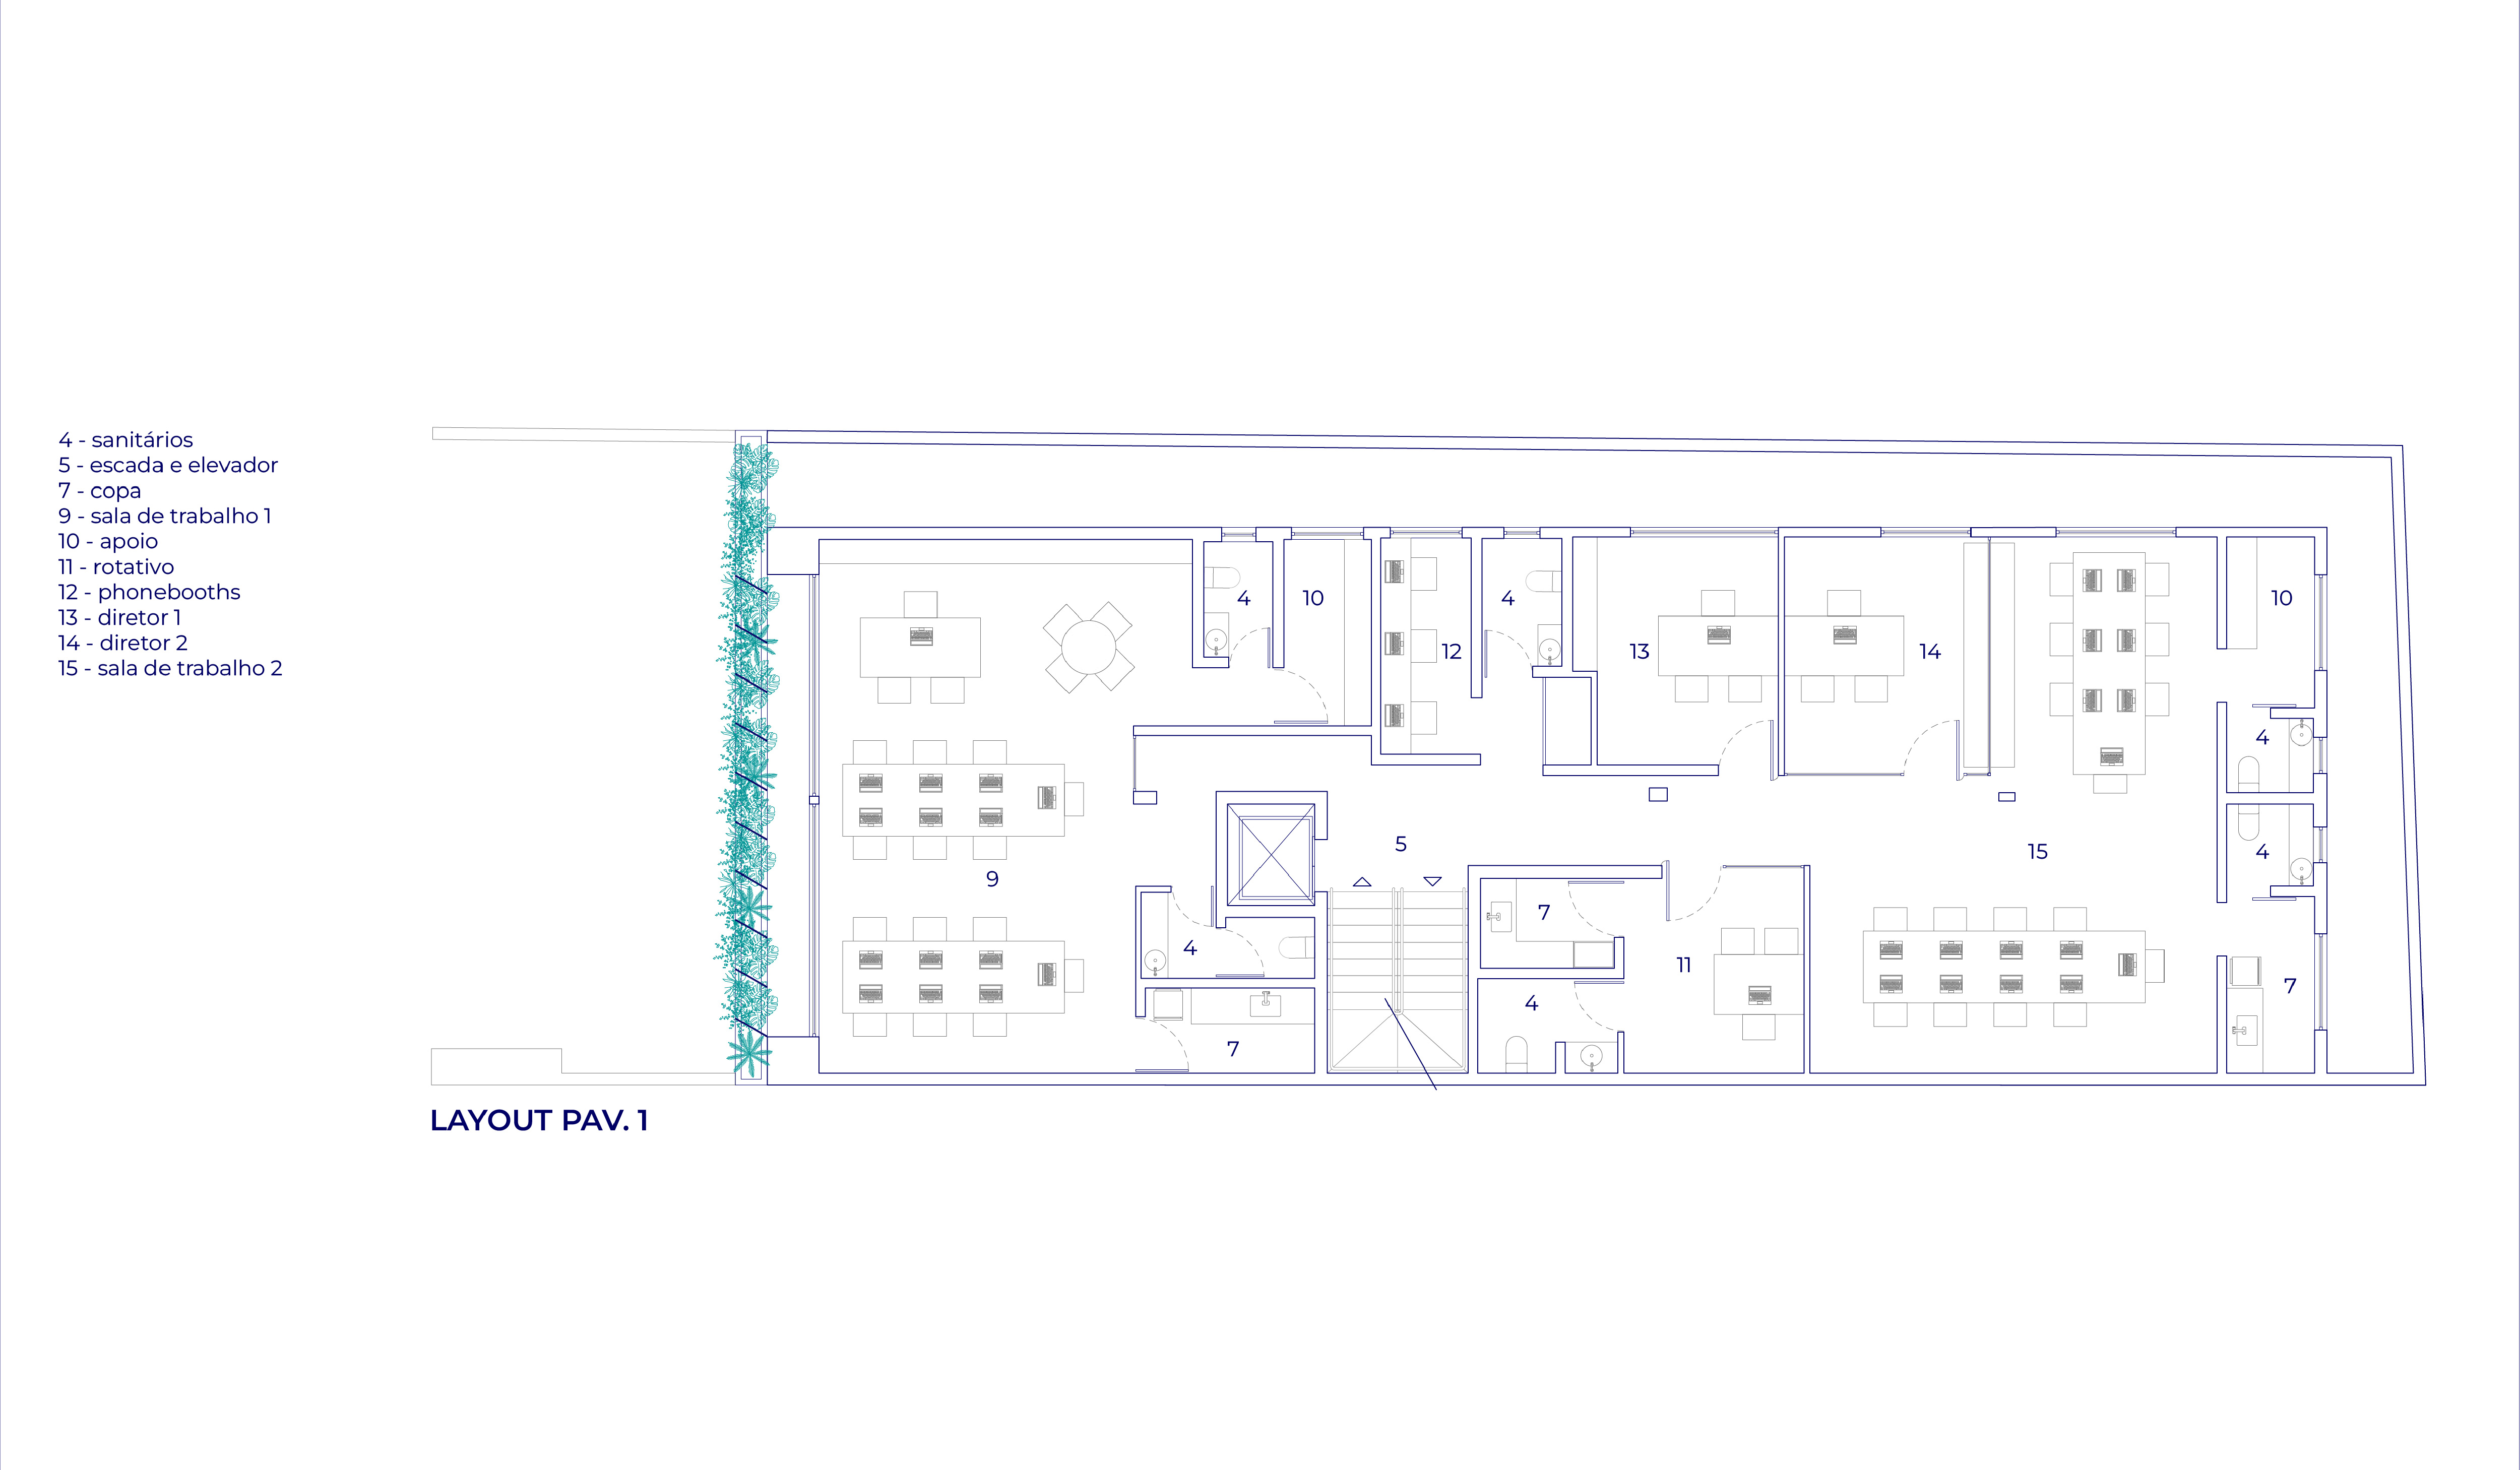 4 - sanitários
5 - escada e elevador
7 - copa
9 - sala de trabalho 1
10 - apoio
11 - rotativo
12 - phonebooths
13 - diretor 1
14 - diretor 2
15 - sala de trabalho 2
4
10
4
10
12
13
14
4
5
15
4
9
7
4
11
7
4
7
LAYOUT PAV. 1